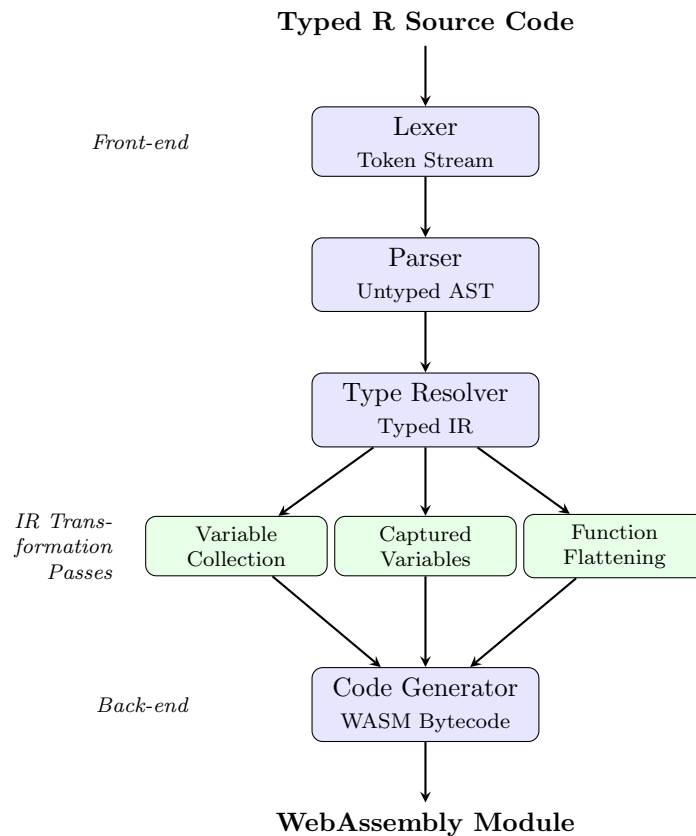 Typed R Source Code
Front-end
Lexer
Token Stream
Parser
Untyped AST
Type Resolver
Typed IR
IR Trans-
formation
Passes
Variable
Collection
Captured
Variables
Function
Flattening
Back-end
Code Generator
WASM Bytecode
WebAssembly Module